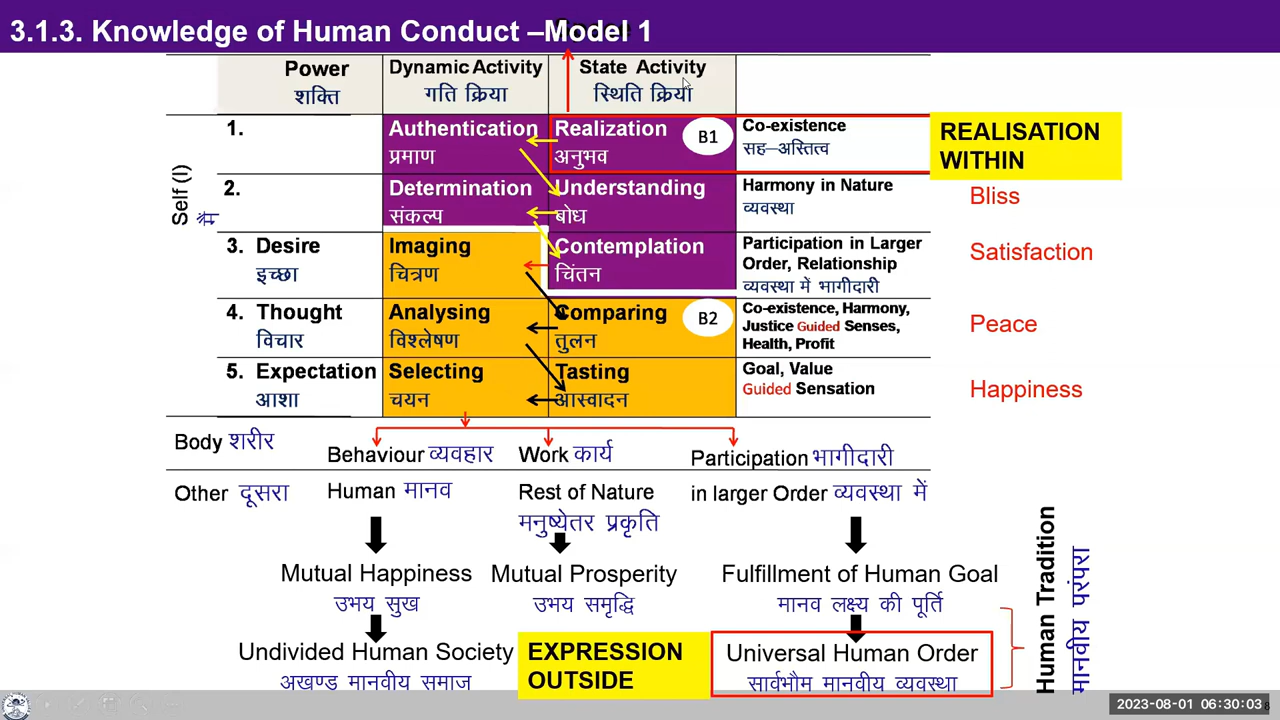 3.1.3. Knowledge of Human Conduct –Model 1
Power
शक्ति
Dynamic Activity
गति क्रिया
State Activity
स्थिति क्रिया
Self (I)
मैं
1.
Authentication
प्रमाण
Realization
अनुभव
B1
Co-existence
सह–अस्तित्व
REALISATION
WITHIN
2.
Determination
संकल्प
Understanding
बोध
Harmony in Nature
व्यवस्था
Bliss
3. Desire
इच्छा
Imaging
चित्रण
Contemplation
चिंतन
Participation in Larger
Order, Relationship
व्यवस्था में भागीदारी
Satisfaction
4. Thought
विचार
Analysing
विश्लेषण
Comparing
तुलन
B2
Co-existence, Harmony,
Justice Guided Senses,
Health, Profit
Peace
5. Expectation
आशा
Selecting
चयन
Tasting
आस्वादन
Goal, Value
Guided Sensation
Happiness
Body शरीर
Behaviour व्यवहार
Work कार्य
Participation भागीदारी
Other दूसरा
Human मानव
Rest of Nature
मनुष्येतर प्रकृति
in larger Order व्यवस्था में
Mutual Happiness
उभय सुख
Mutual Prosperity
उभय समृद्धि
Fulfillment of Human Goal
मानव लक्ष्य की पूर्ति
Undivided Human Society
अखण्ड मानवीय समाज
EXPRESSION
OUTSIDE
Universal Human Order
सार्वभौम मानवीय व्यवस्था
Human Tradition
मानवीय परंपरा
2023-08-01 06:30:03
8